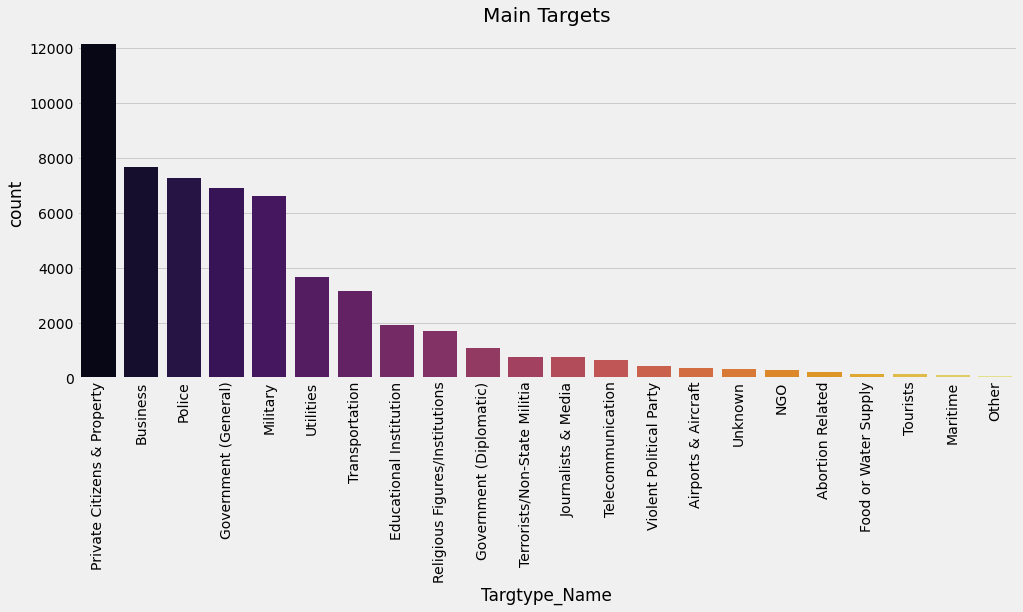 Main Targets
count
12000
10000
8000
6000
4000
2000
0
Private Citizens & Property
Business
Police
Government (General)
Military
Utilities
Transportation
Educational Institution
Religious Figures/Institutions
Government (Diplomatic)
Terrorists/Non-State Militia
Journalists & Media
Telecommunication
Violent Political Party
Airports & Aircraft
Unknown
NGO
Abortion Related
Food or Water Supply
Tourists
Maritime
Other
Targtype_Name